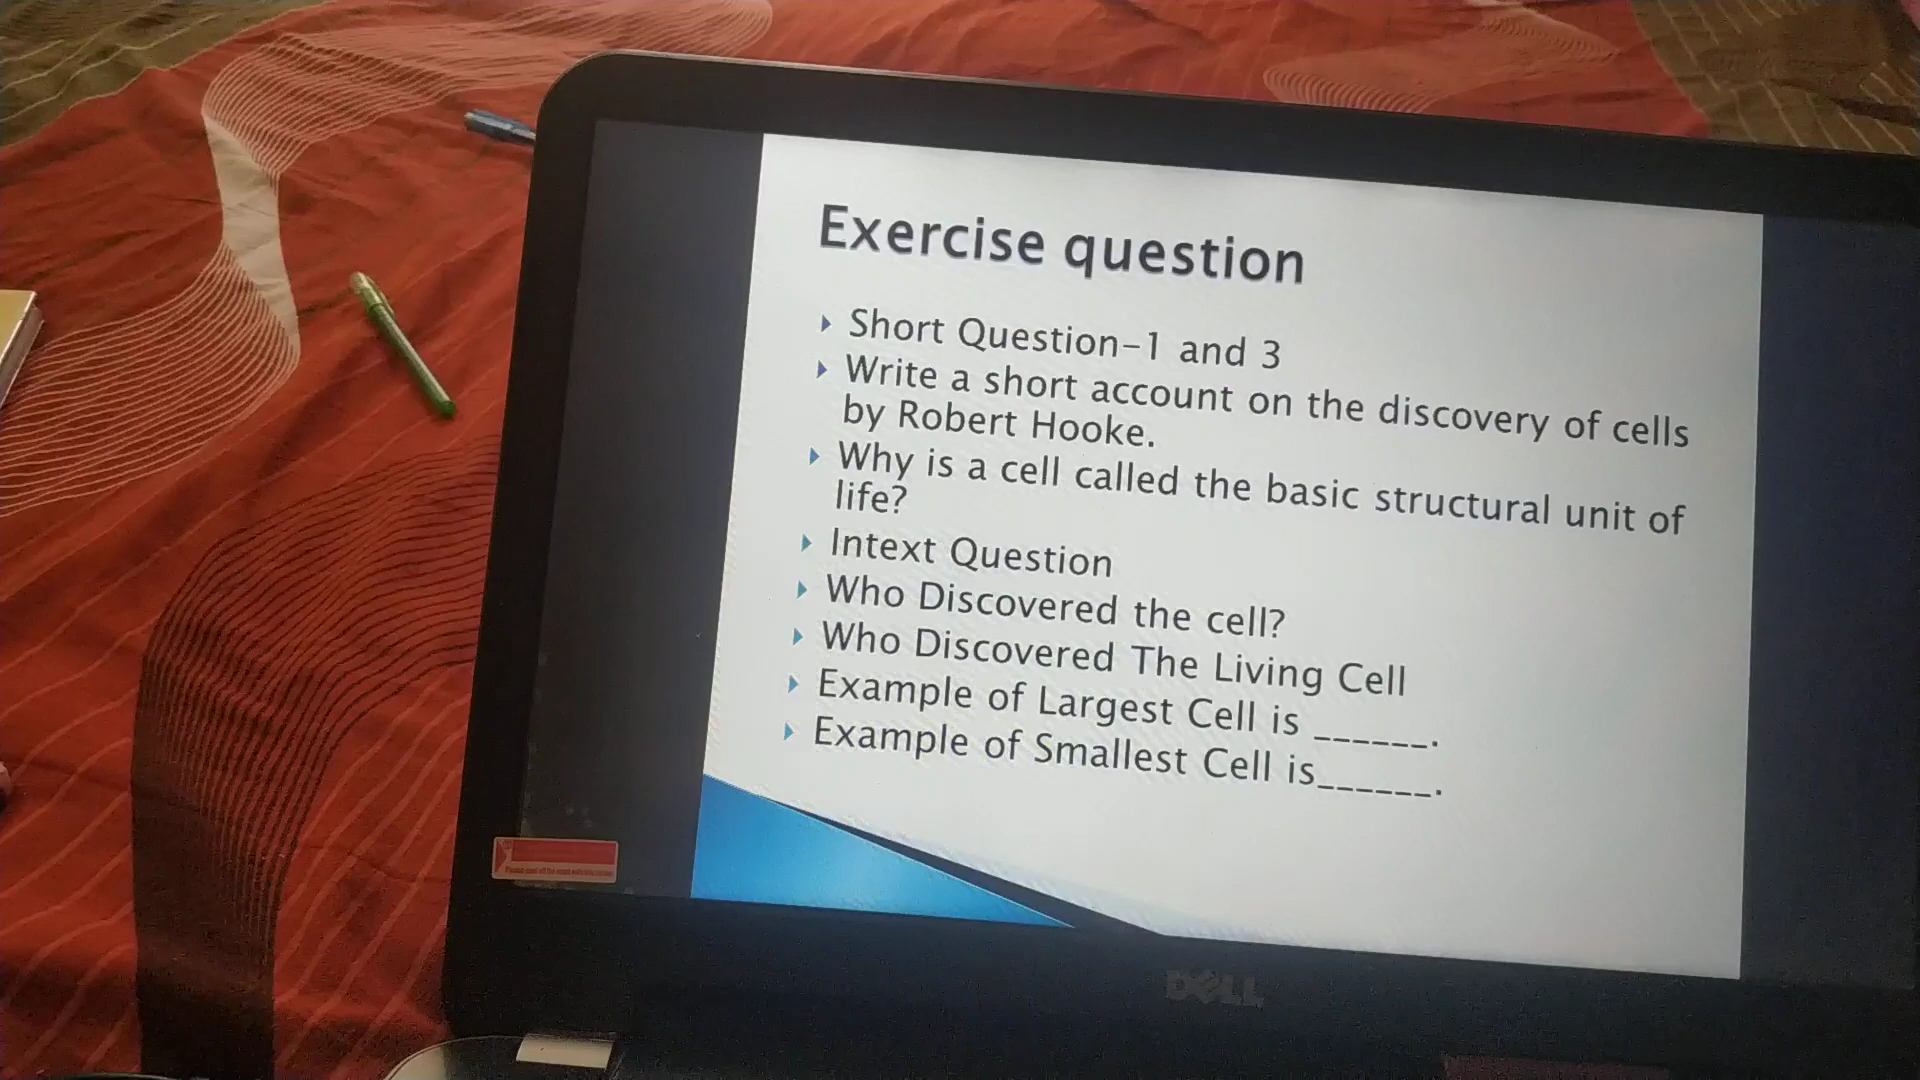 Exercise question
Short Question-1 and 3
Write a short account on the discovery of cells
by Robert Hooke.
Why is a cell called the basic structural unit of
life?
Intext Question
Who Discovered the cell?
Who Discovered The Living Cell
Example of Largest Cell is ______.
Example of Smallest Cell is______.
DELL